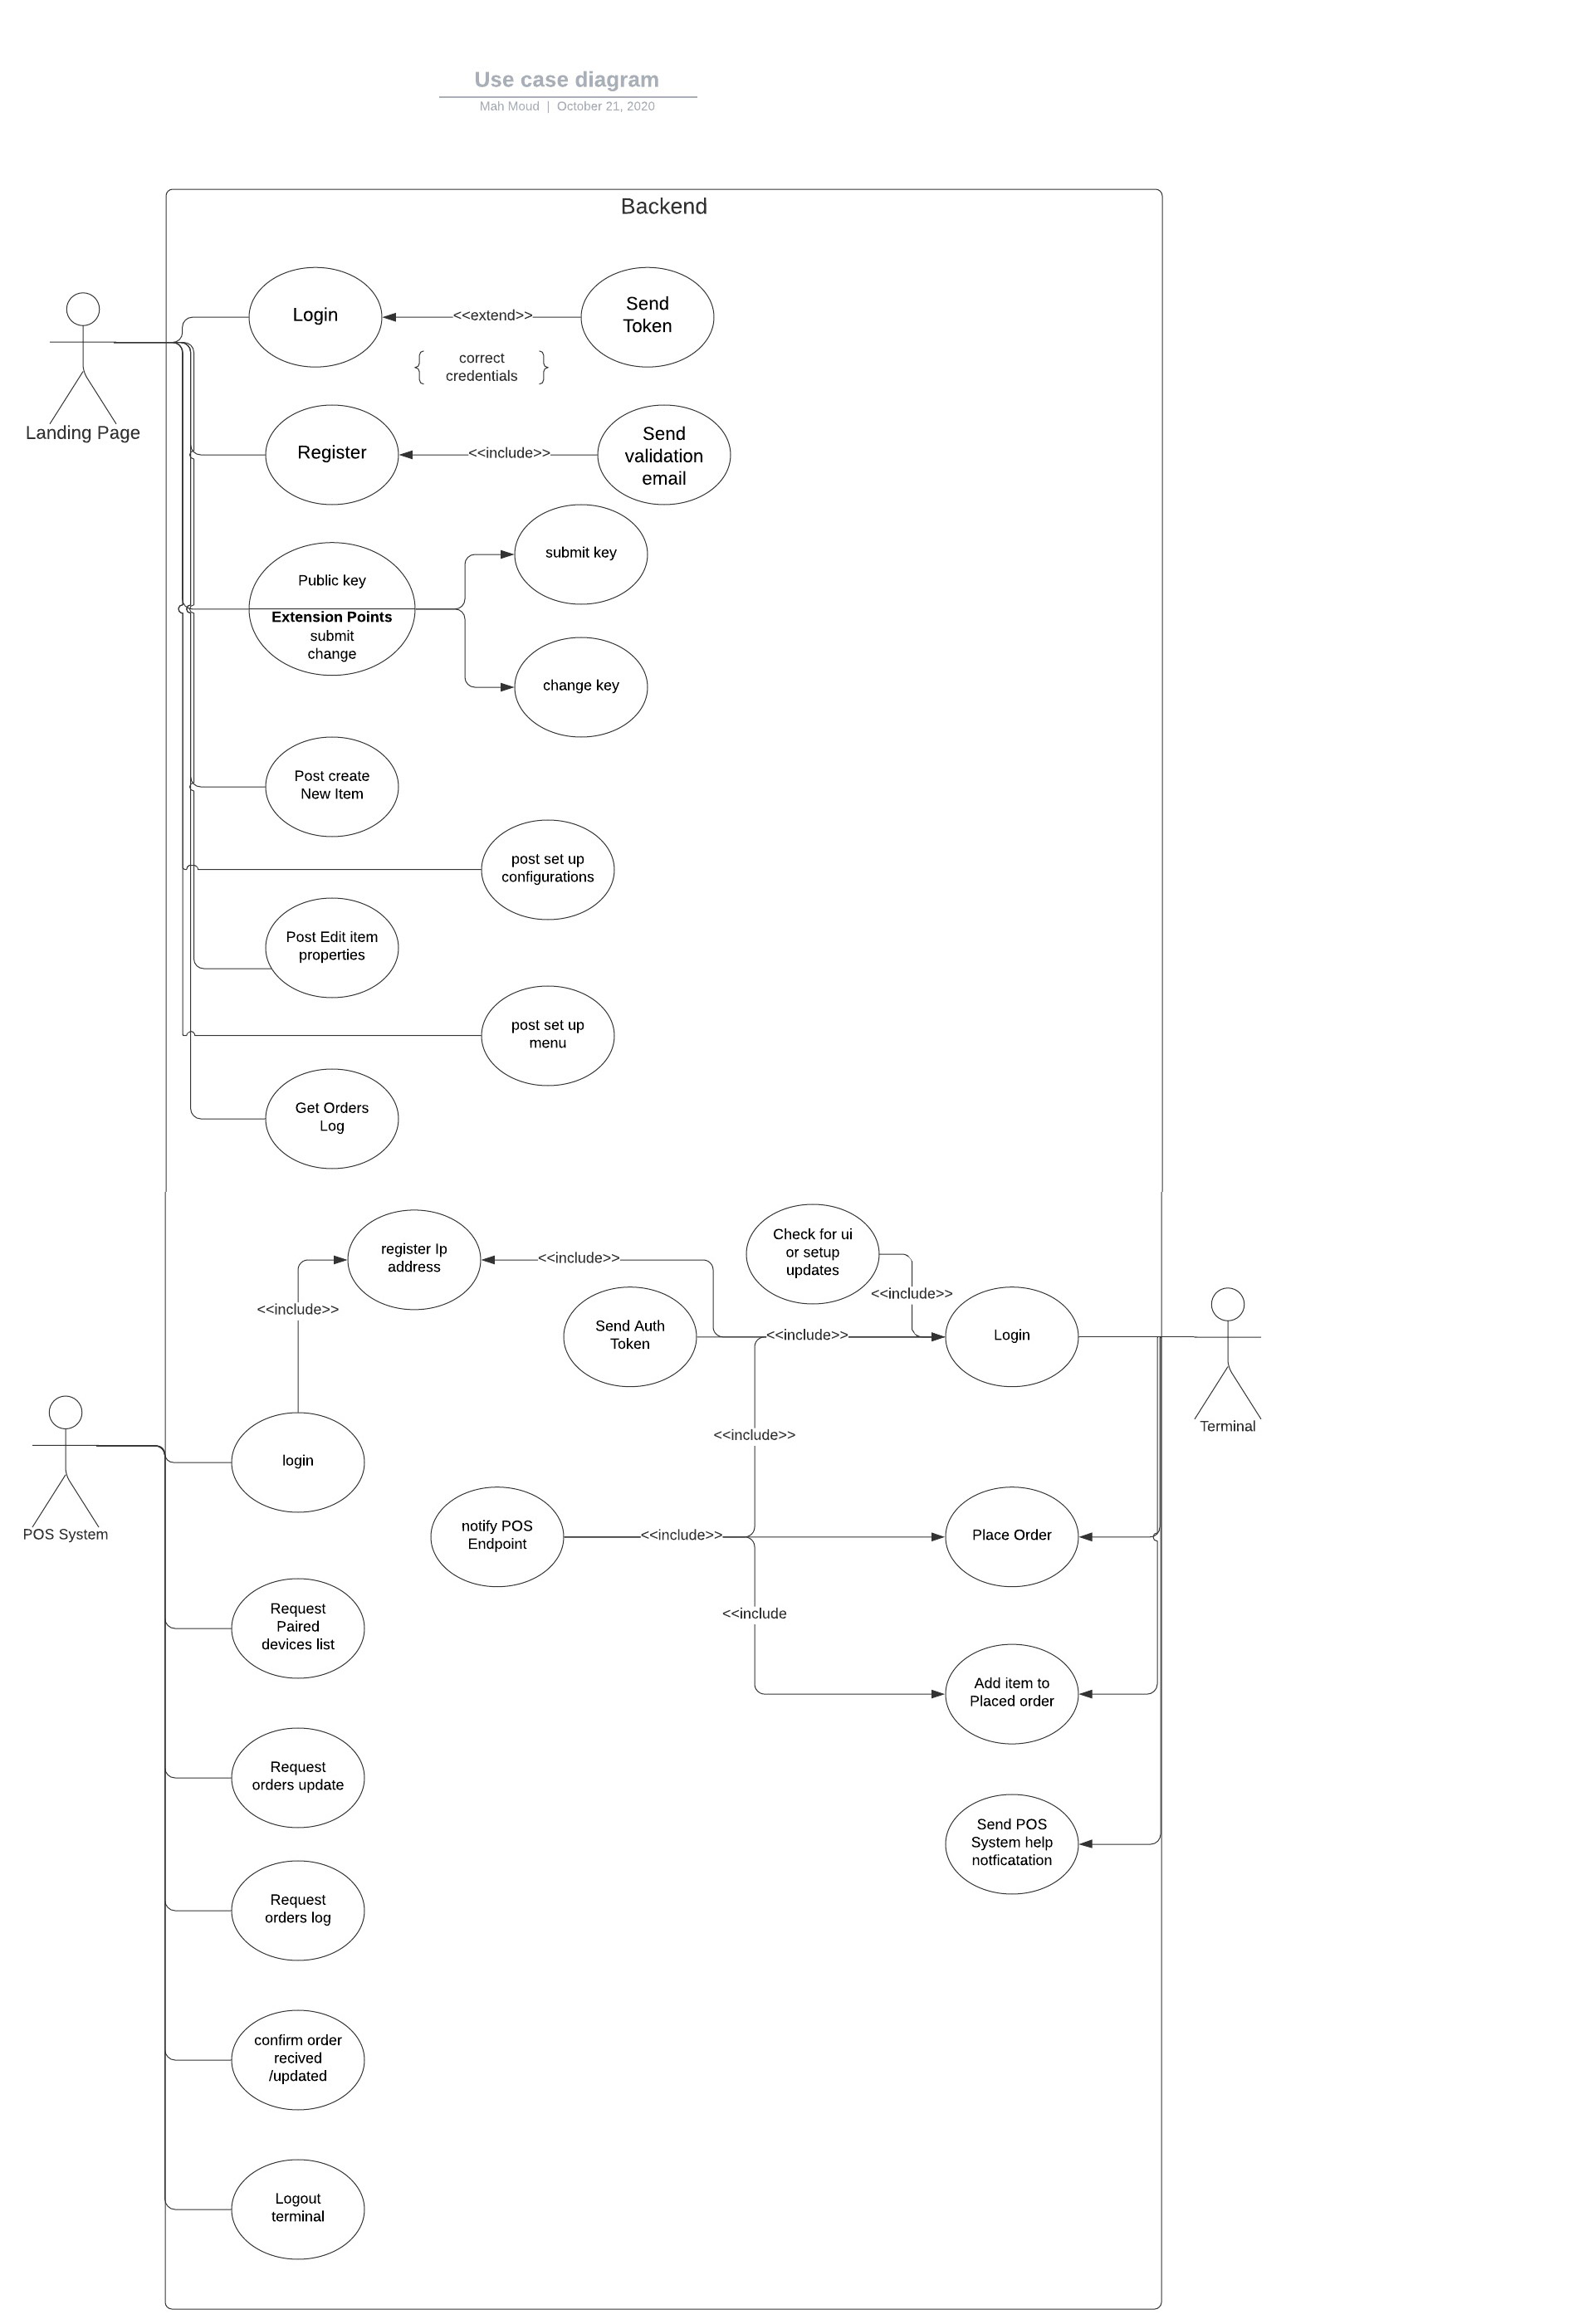 Use case diagram
Mah Moud | October 21, 2020
Backend
Login
<<extend>>
Send
Token
{ correct
credentials }
Landing Page
Register
<<include>>
Send
validation
email
submit key
Public key
Extension Points
submit
change
change key
Post create
New Item
post set up
configurations
Post Edit item
properties
post set up
menu
Get Orders
Log
register Ip
address
<<include>>
Check for ui
or setup
updates
<<include>>
<<include>>
Send Auth
Token
<<include>>
Login
Terminal
<<include>>
login
POS System
notify POS
Endpoint
<<include>>
Place Order
Request
Paired
devices list
<<include
Add item to
Placed order
Request
orders update
Send POS
System help
notficatation
Request
orders log
confirm order
recived
/updated
Logout
terminal